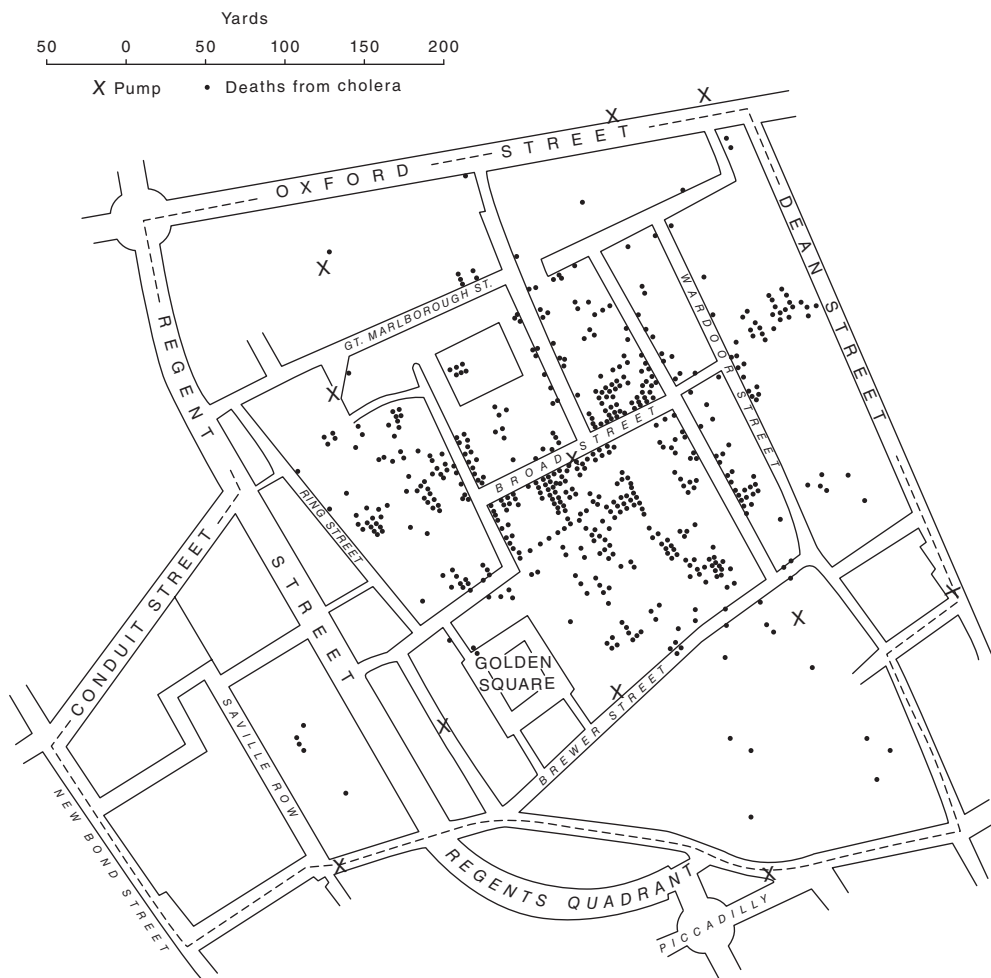 Yards
50 0 50 100 150 200
X Pump • Deaths from cholera
OXFORD STREET
DEAN STREET
REGENT STREET
GT. MARLBOROUGH ST.
WARDOOR STREET
BROAD STREET
RING STREET
CONDUIT STREET
GOLDEN
SQUARE
SAVILLE ROW
BREWER STREET
NEW BOND STREET
REGENTS QUADRANT
PICCADILLY